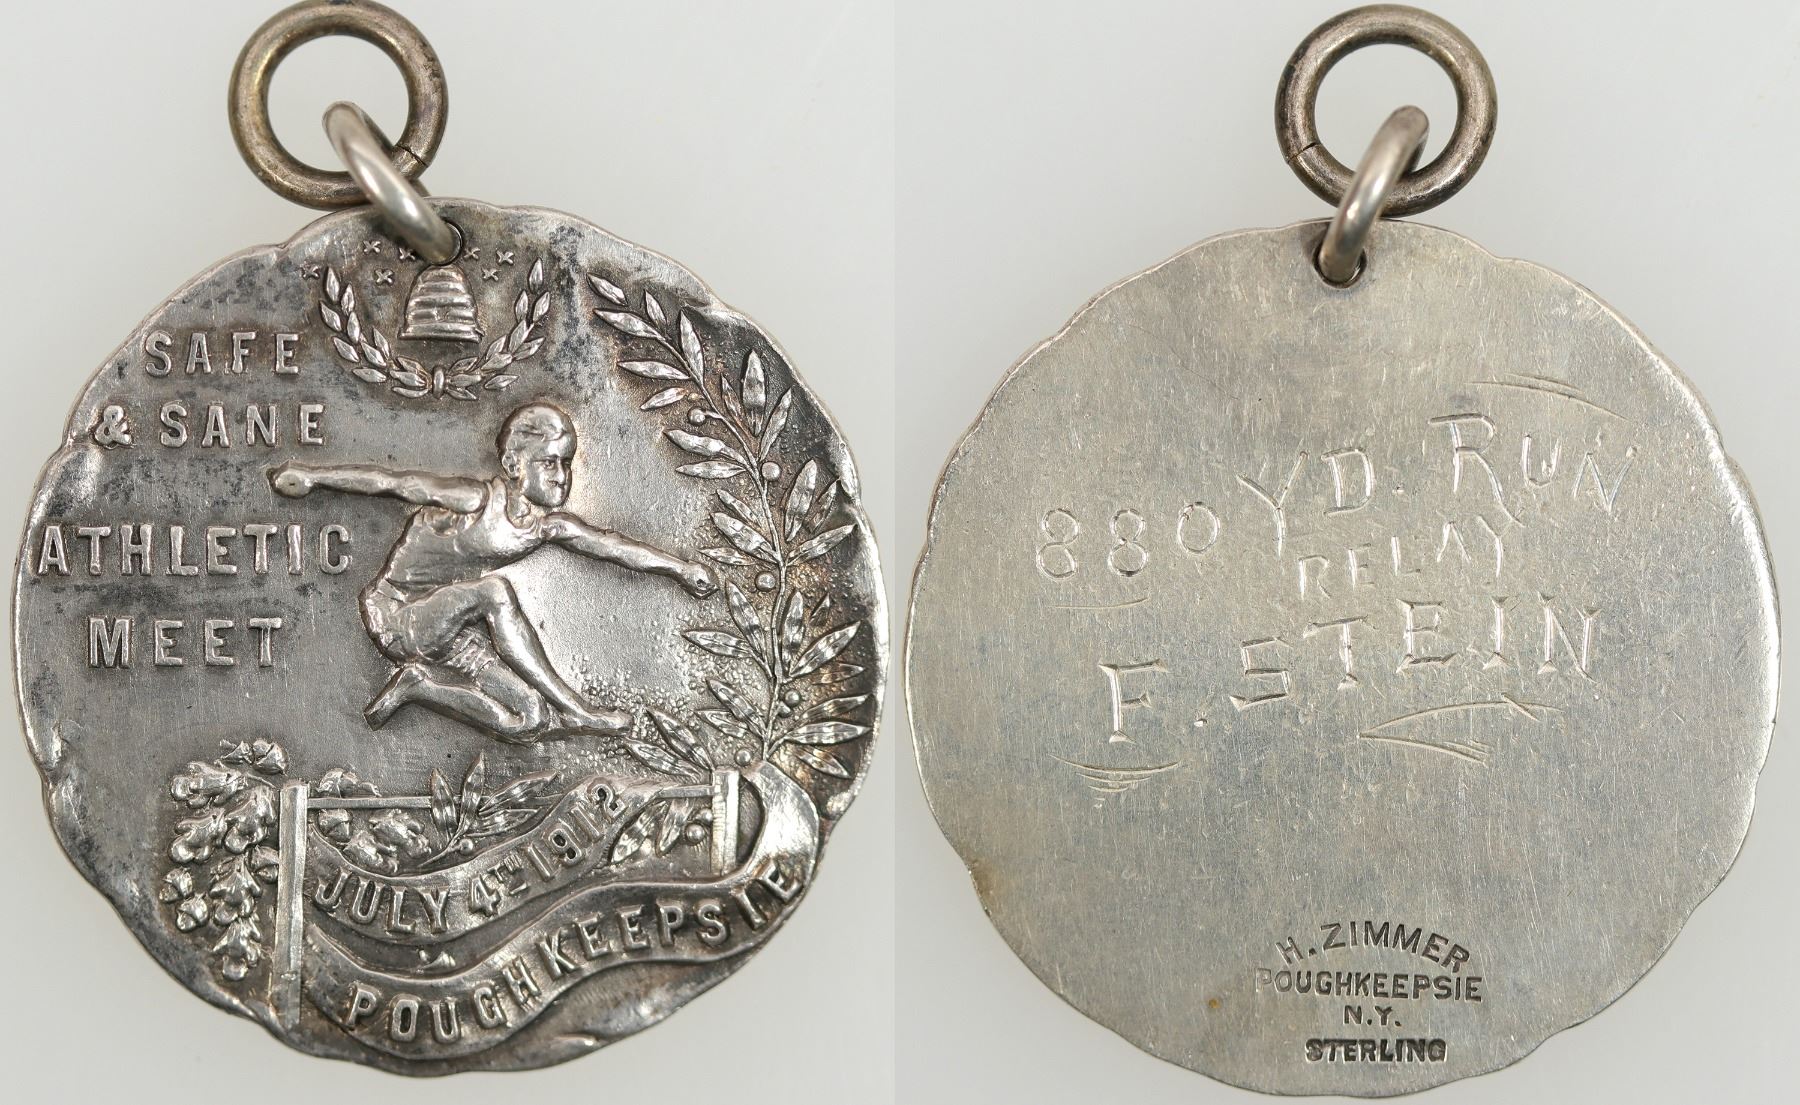 SAFE
& SANE
ATHLETIC
MEET
JULY 4TH 1912
POUGHKEEPSIE
880 YD. RUN
RELAY
F. STEIN
H. ZIMMER
POUGHKEEPSIE
N.Y.
STERLING